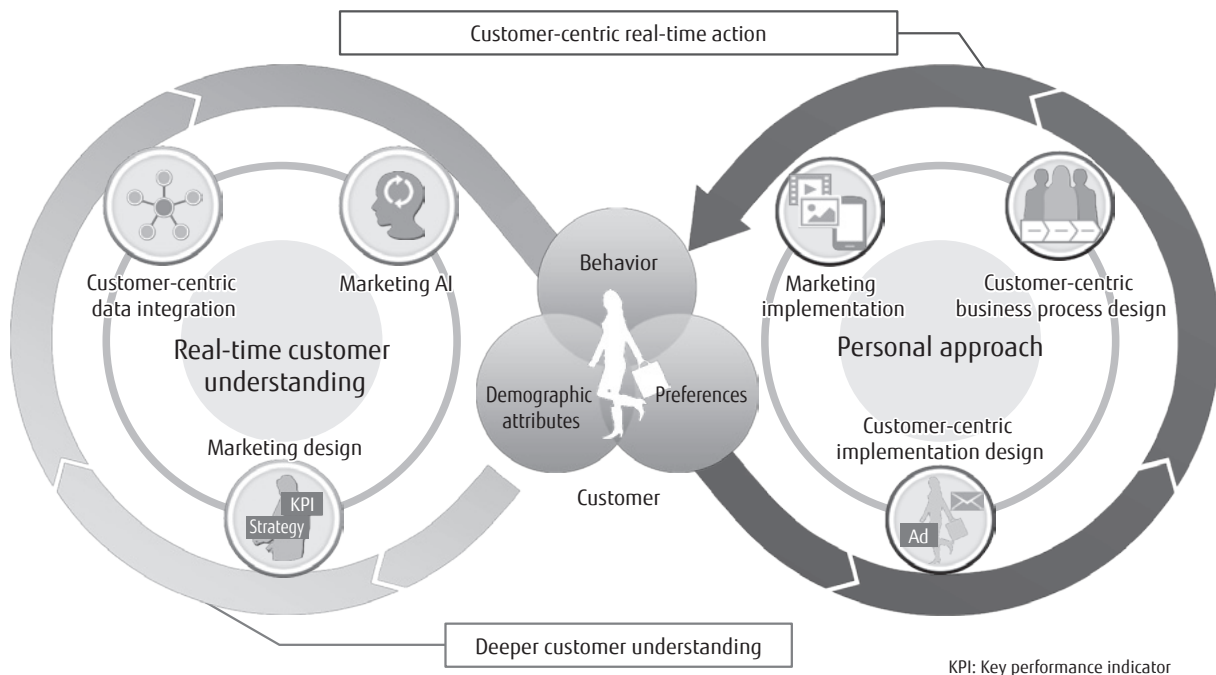 Customer-centric real-time action
Customer-centric
data integration
Marketing AI
Real-time customer
understanding
Marketing design
KPI
Strategy
Behavior
Demographic
attributes
Preferences
Customer
Marketing
implementation
Customer-centric
business process design
Personal approach
Customer-centric
implementation design
Ad
Deeper customer understanding
KPI: Key performance indicator